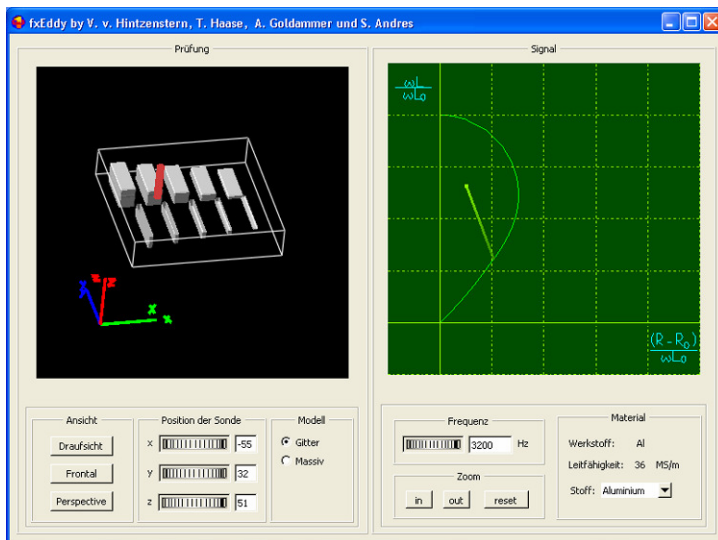 fxEddy by V. v. Hintzenstern, T. Haase, A. Goldammer und S. Andres
Prüfung
z z
y y
x x
Ansicht
Draufsicht
Frontal
Perspective
Position der Sonde
x -55
y 32
z 51
Modell
Gitter
Massiv
Signal
ωL
ωL0
(R - R0)
ωL0
Frequenz
3200 Hz
Zoom
in out reset
Material
Werkstoff: Al
Leitfähigkeit: 36 MS/m
Stoff: Aluminium